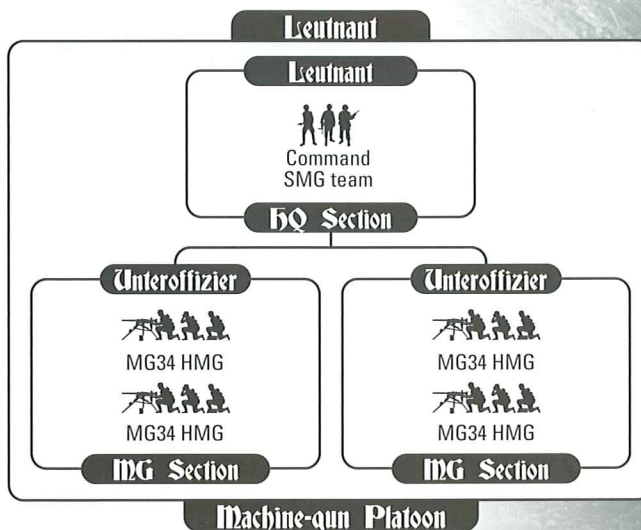 Leutnant
Leutnant
Command
SMG team
HQ Section
Unteroffizier
MG34 HMG
MG34 HMG
MG Section
Unteroffizier
MG34 HMG
MG34 HMG
MG Section
Machine-gun Platoon